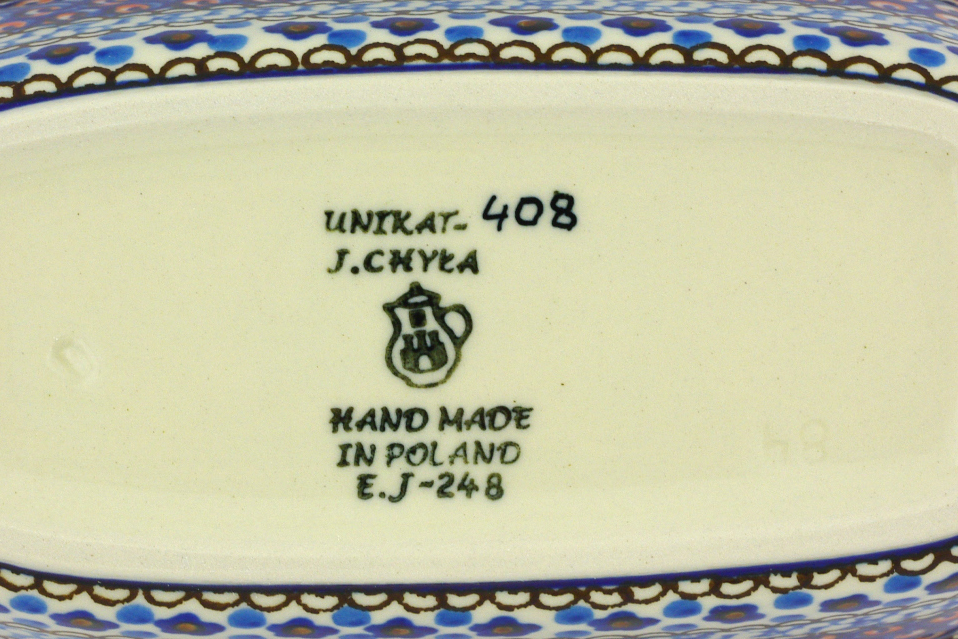 UNIKAT- 408
J.CHYŁA
HAND MADE
IN POLAND
E.J-248